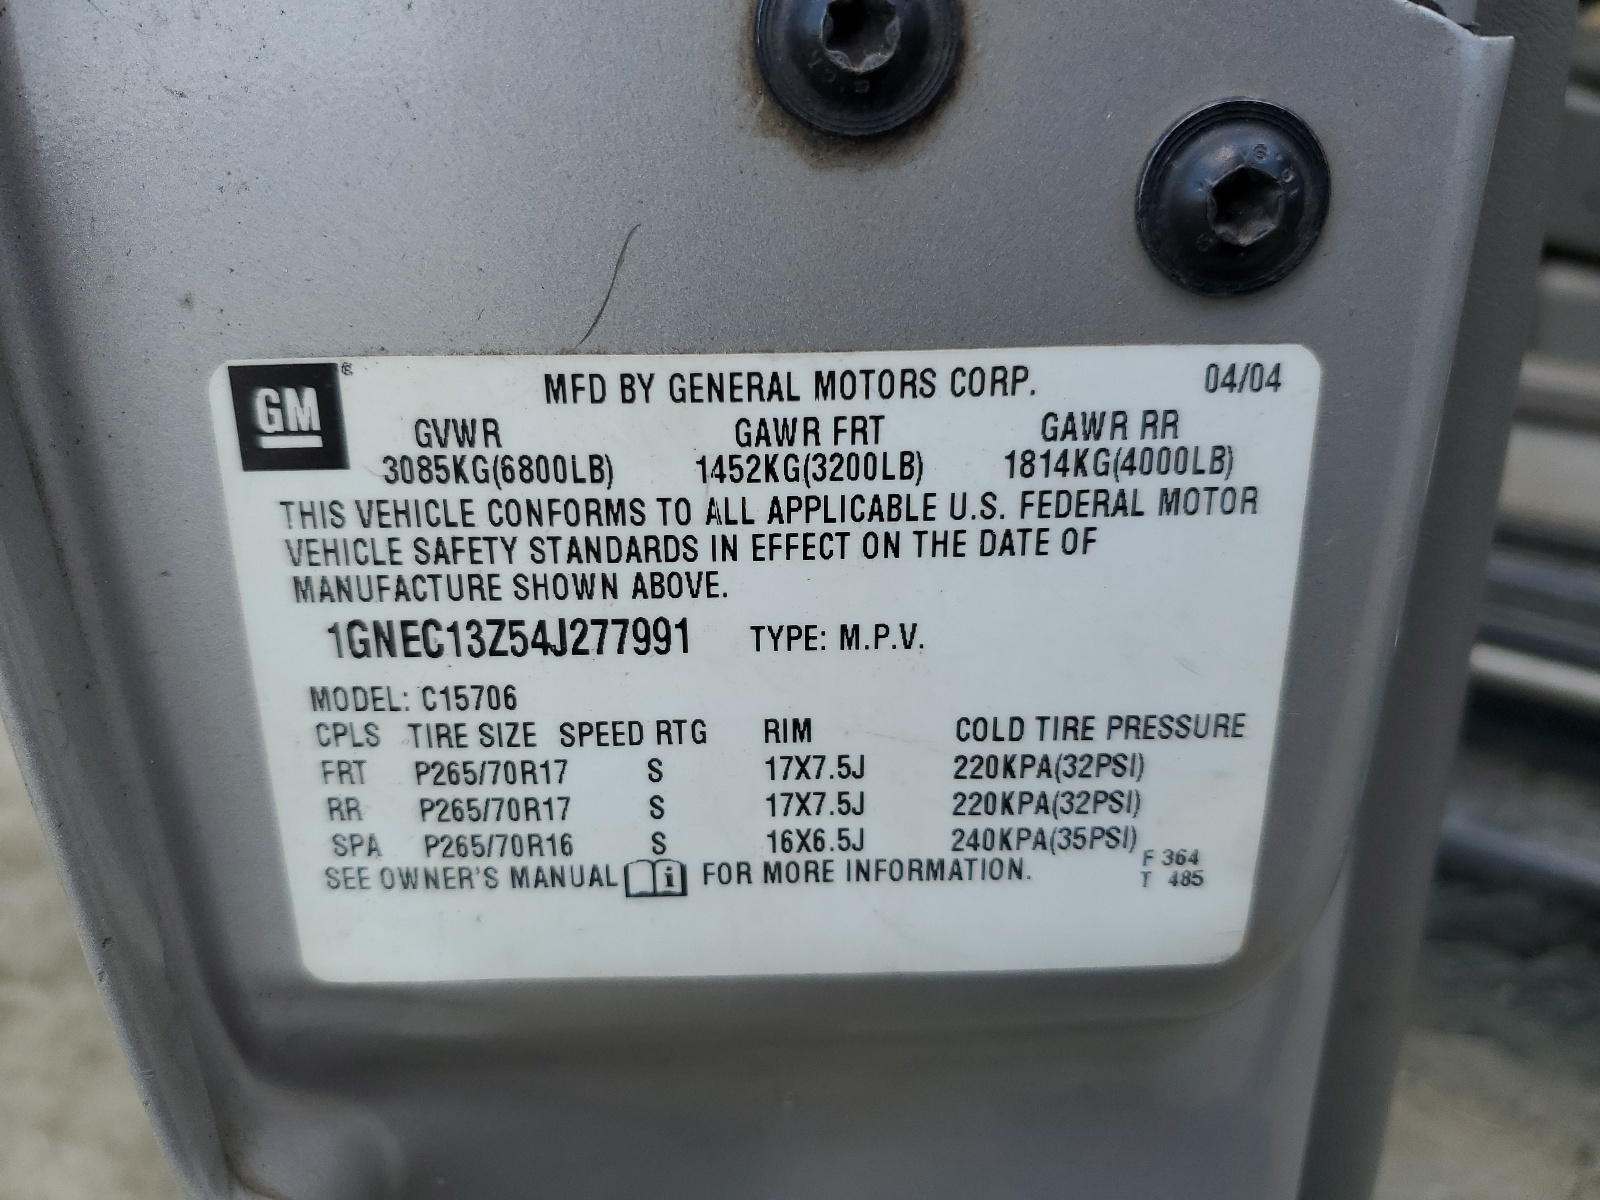 GM®
MFD BY GENERAL MOTORS CORP. 04/04
GVWR GAWR FRT GAWR RR
3085KG(6800LB) 1452KG(3200LB) 1814KG(4000LB)
THIS VEHICLE CONFORMS TO ALL APPLICABLE U.S. FEDERAL MOTOR
VEHICLE SAFETY STANDARDS IN EFFECT ON THE DATE OF
MANUFACTURE SHOWN ABOVE.
1GNEC13Z54J277991 TYPE: M.P.V.
MODEL: C15706
CPLS TIRE SIZE SPEED RTG RIM COLD TIRE PRESSURE
FRT P265/70R17 S 17X7.5J 220KPA(32PSI)
RR P265/70R17 S 17X7.5J 220KPA(32PSI)
SPA P265/70R16 S 16X6.5J 240KPA(35PSI)
SEE OWNER'S MANUAL i FOR MORE INFORMATION.
F 364
T 485